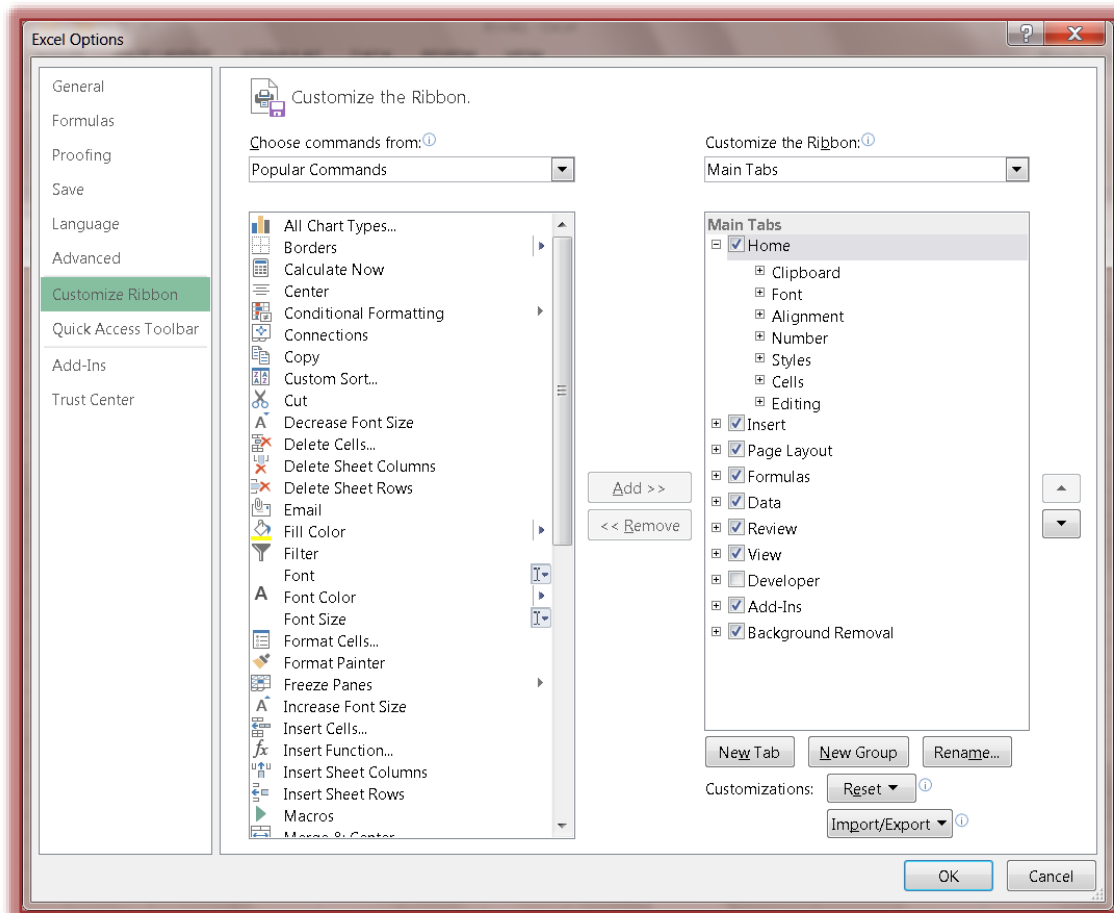 Excel Options
General
Formulas
Proofing
Save
Language
Advanced
Customize Ribbon
Quick Access Toolbar
Add-Ins
Trust Center
Customize the Ribbon.
Choose commands from:
Popular Commands
All Chart Types...
Borders
Calculate Now
Center
Conditional Formatting
Connections
Copy
Custom Sort...
Cut
Decrease Font Size
Delete Cells...
Delete Sheet Columns
Delete Sheet Rows
Email
Fill Color
Filter
Font
Font Color
Font Size
Format Cells...
Format Painter
Freeze Panes
Increase Font Size
Insert Cells...
Insert Function...
Insert Sheet Columns
Insert Sheet Rows
Macros
Merge & Center
Add >>
<< Remove
Customize the Ribbon:
Main Tabs
Main Tabs
Home
Clipboard
Font
Alignment
Number
Styles
Cells
Editing
Insert
Page Layout
Formulas
Data
Review
View
Developer
Add-Ins
Background Removal
New Tab
New Group
Rename...
Customizations:
Reset
Import/Export
OK
Cancel